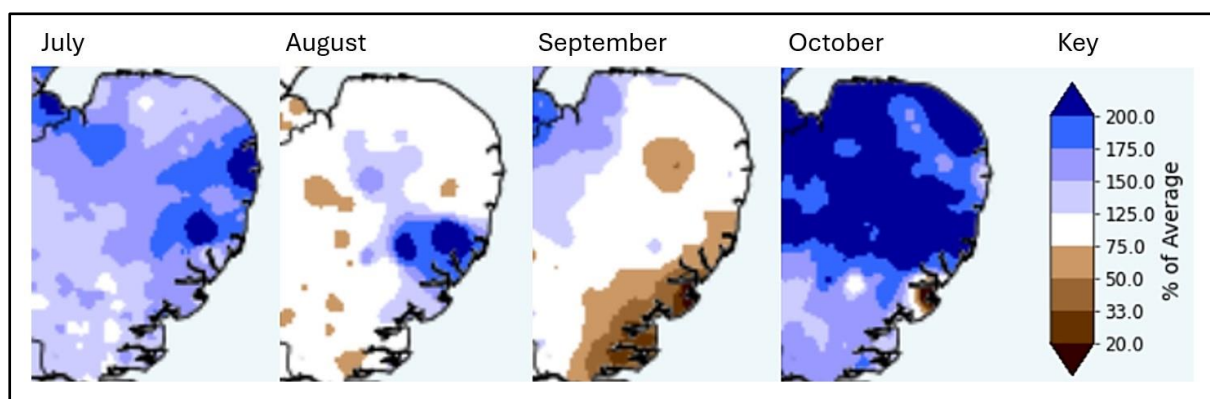 July
August
September
October
Key
200.0
175.0
150.0
125.0
75.0
50.0
33.0
20.0
% of Average